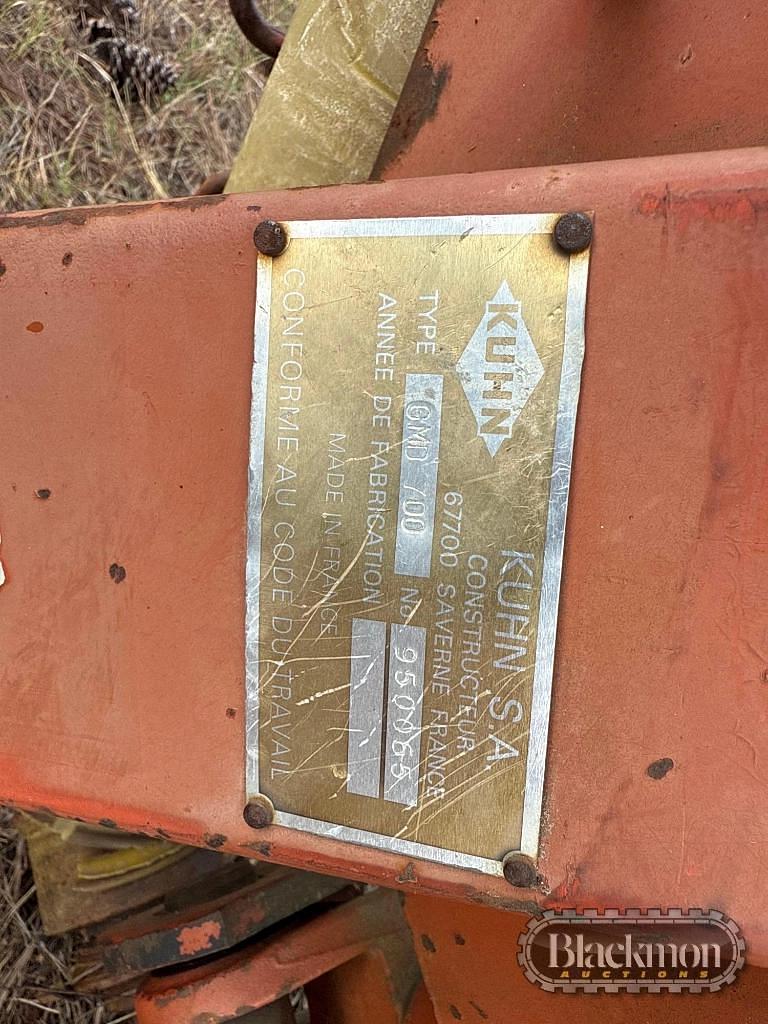 KUHN
KUHN S.A.
CONSTRUCTEUR
67700 SAVERNE FRANCE
TYPE GMD 700 No 950065
ANNÉE DE FABRICATION
MADE IN FRANCE
CONFORME AU CODE DU TRAVAIL
Blackmon
AUCTIONS